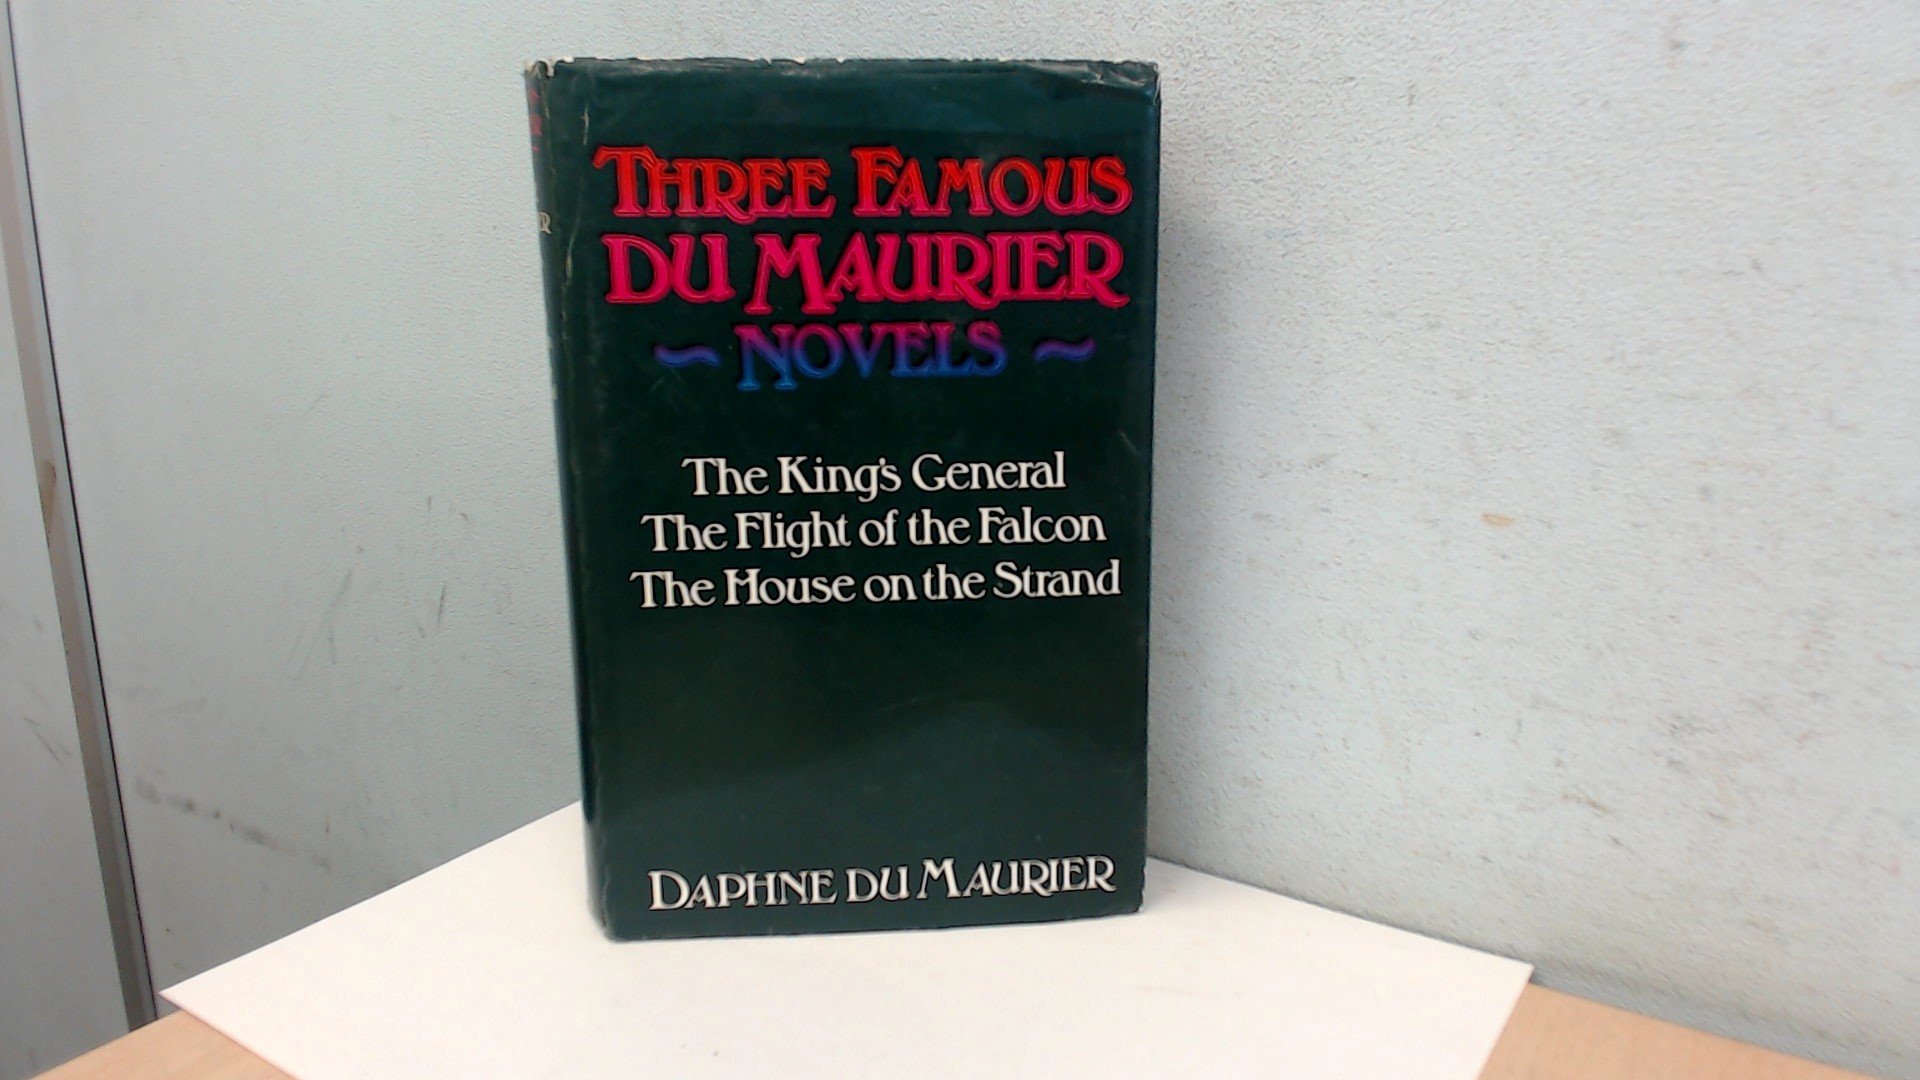 THREE FAMOUS
DU MAURIER
~ NOVELS ~
The King's General
The Flight of the Falcon
The House on the Strand
DAPHNE DU MAURIER